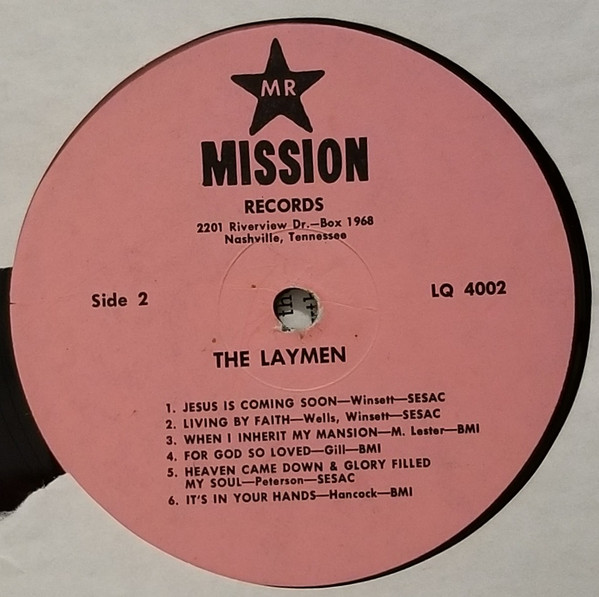 MR
MISSION
RECORDS
2201 Riverview Dr.—Box 1968
Nashville, Tennessee
Side 2
LQ 4002
THE LAYMEN
1. JESUS IS COMING SOON—Winsett—SESAC
2. LIVING BY FAITH—Wells, Winsett—SESAC
3. WHEN I INHERIT MY MANSION—M. Lester—BMI
4. FOR GOD SO LOVED—Gill—BMI
5. HEAVEN CAME DOWN & GLORY FILLED
MY SOUL—Peterson—SESAC
6. IT'S IN YOUR HANDS—Hancock—BMI